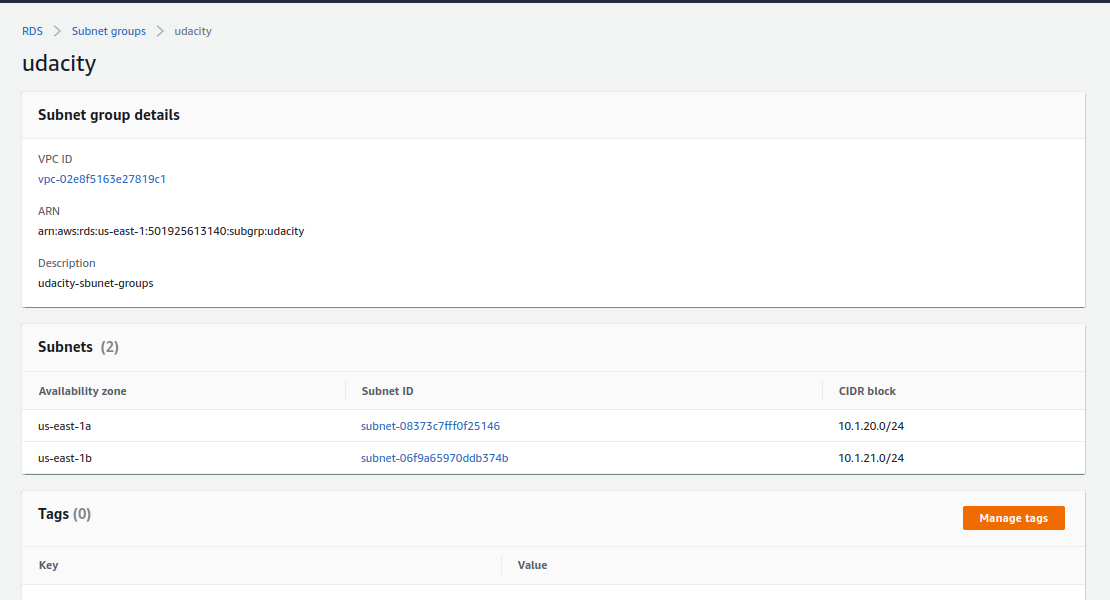 RDS > Subnet groups > udacity
udacity
Subnet group details
VPC ID
vpc-02e8f5163e27819c1
ARN
arn:aws:rds:us-east-1:501925613140:subgrp:udacity
Description
udacity-sbunet-groups
Subnets (2)
Availability zone Subnet ID CIDR block
us-east-1a subnet-08373c7fff0f25146 10.1.20.0/24
us-east-1b subnet-06f9a65970ddb374b 10.1.21.0/24
Tags (0) Manage tags
Key Value